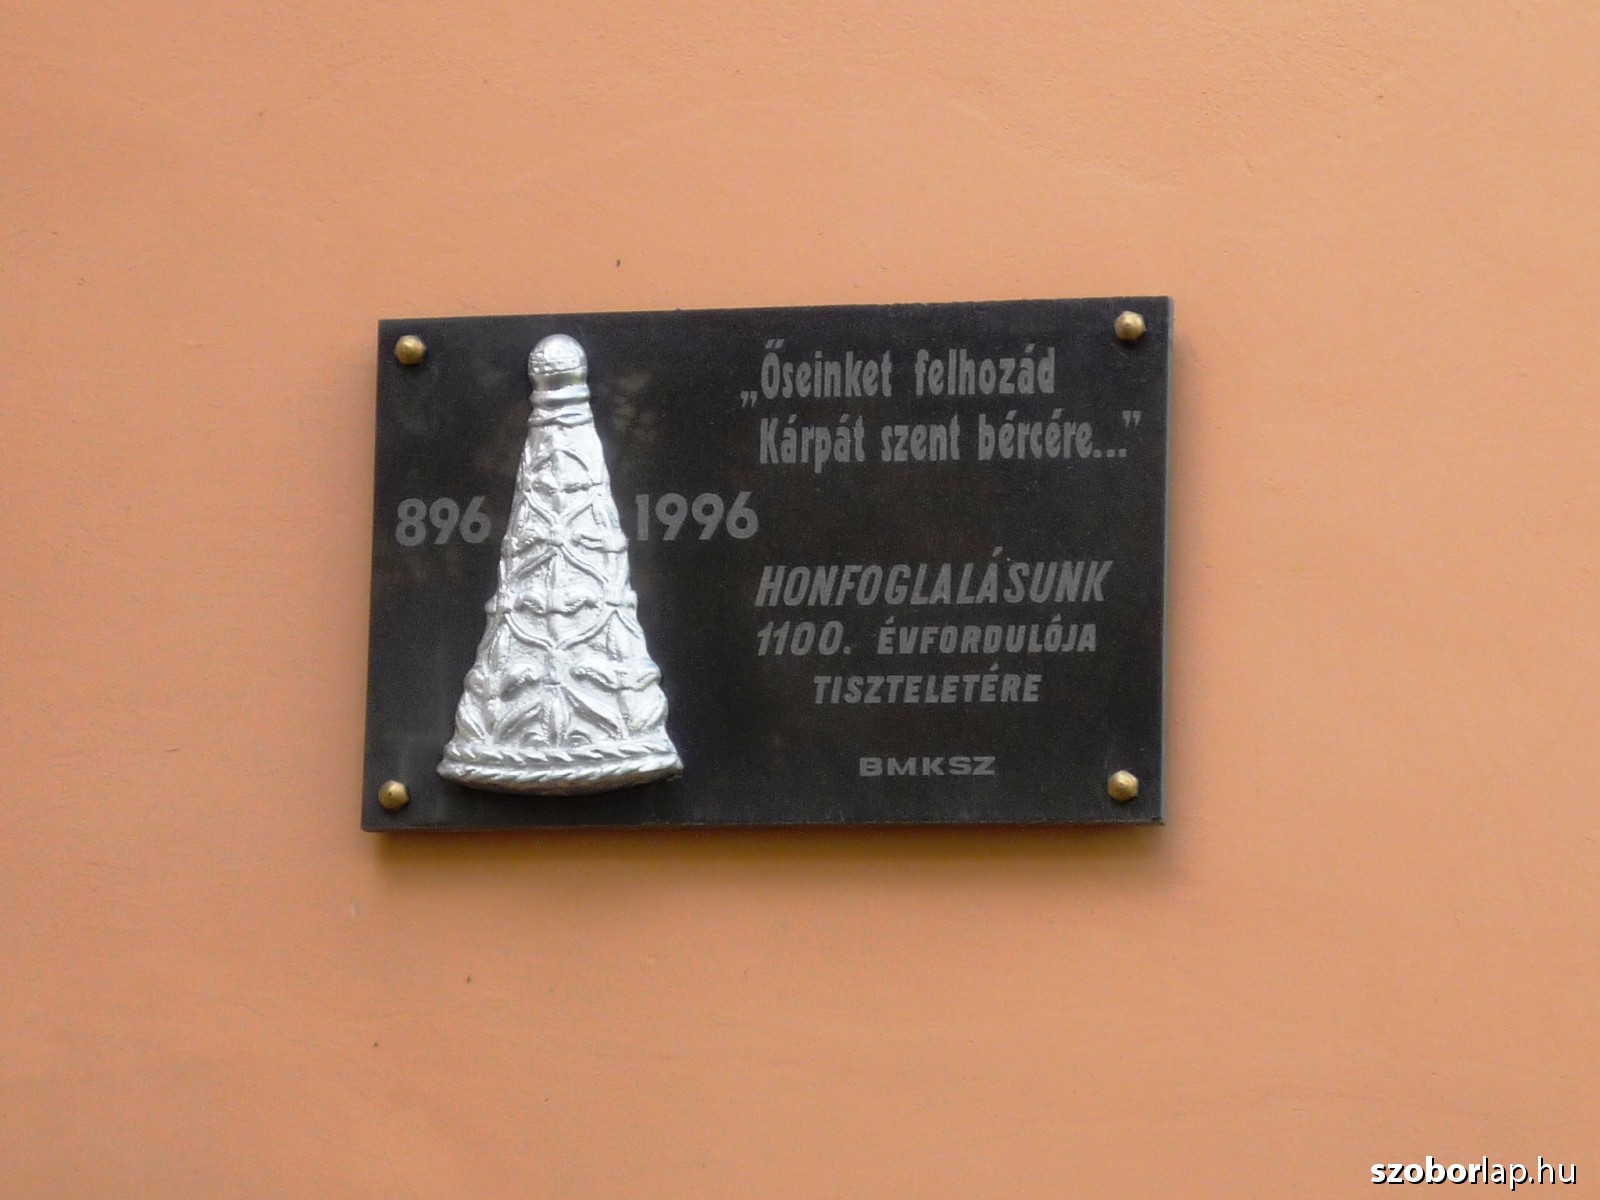 „Őseinket felhozád
Kárpát szent bércére..."
896 1996
HONFOGLALÁSUNK
1100. ÉVFORDULÓJA
TISZTELETÉRE
BMKSZ
szoborlap.hu